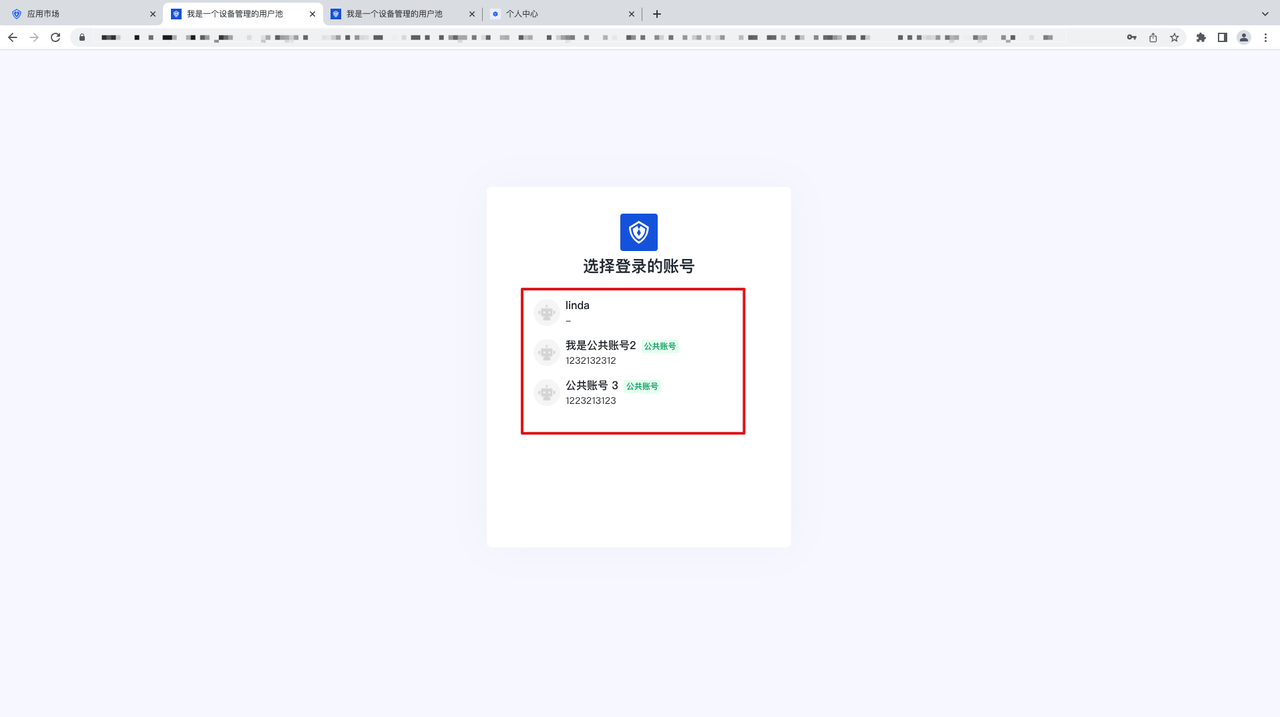 应用市场
我是一个设备管理的用户池
我是一个设备管理的用户池
个人中心
选择登录的账号
linda
–
我是公共账号2 公共账号
1232132312
公共账号 3 公共账号
1223213123